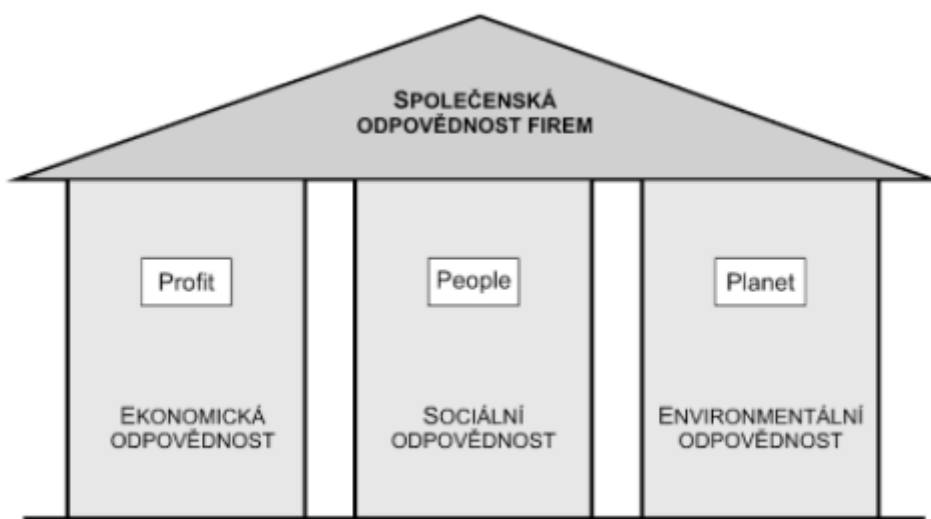 SPOLEČENSKÁ
ODPOVĚDNOST FIREM
Profit
People
Planet
EKONOMICKÁ
ODPOVĚDNOST
SOCIÁLNÍ
ODPOVĚDNOST
ENVIRONMENTÁLNÍ
ODPOVĚDNOST